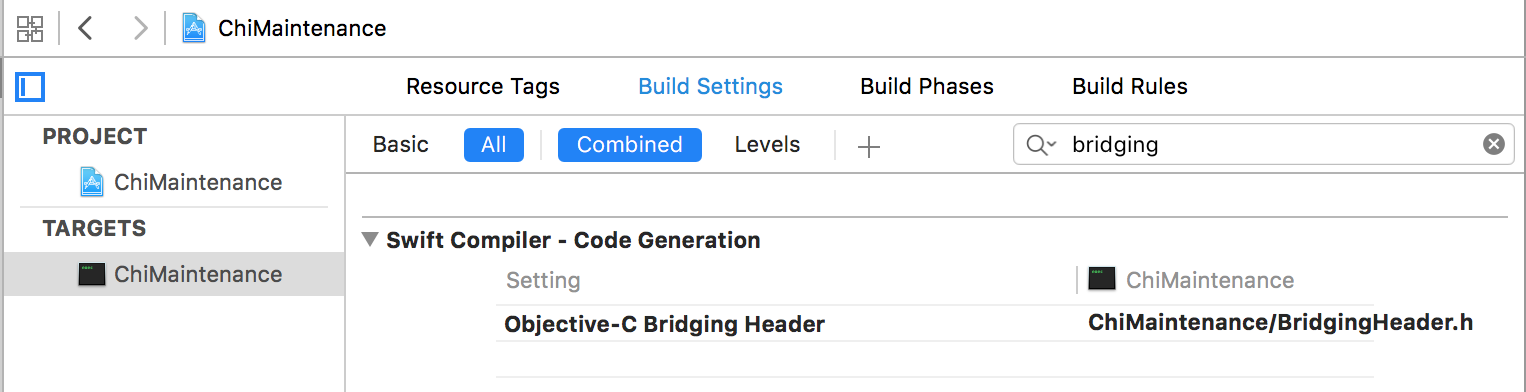 ChiMaintenance
Resource Tags Build Settings Build Phases Build Rules
PROJECT
ChiMaintenance
TARGETS
ChiMaintenance
Basic All Combined Levels bridging
Swift Compiler - Code Generation
Setting ChiMaintenance
Objective-C Bridging Header ChiMaintenance/BridgingHeader.h